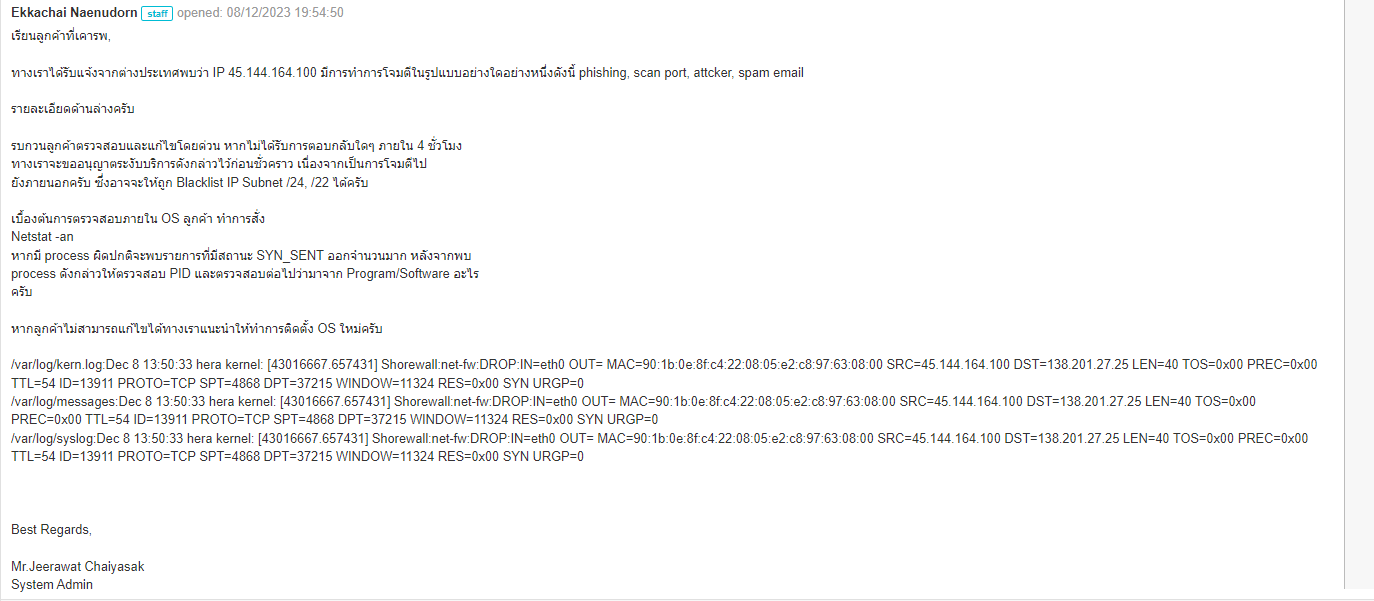 Ekkachai Naenudorn staff opened: 08/12/2023 19:54:50
เรียนลูกค้าที่เคารพ,
ทางเราได้รับแจ้งจากต่างประเทศพบว่า IP 45.144.164.100 มีการทำการโจมตีในรูปแบบอย่างใดอย่างหนึ่งดังนี้ phishing, scan port, attcker, spam email
รายละเอียดด้านล่างครับ
รบกวนลูกค้าตรวจสอบและแก้ไขโดยด่วน หากไม่ได้รับการตอบกลับใดๆ ภายใน 4 ชั่วโมง
ทางเราจะขออนุญาตระงับบริการดังกล่าวไว้ก่อนชั่วคราว เนื่องจากเป็นการโจมตีไป
ยังภายนอกครับ ซึ่งอาจจะให้ถูก Blacklist IP Subnet /24, /22 ได้ครับ
เบื้องต้นการตรวจสอบภายใน OS ลูกค้า ทำการสั่ง
Netstat -an
หากมี process ผิดปกติจะพบรายการที่มีสถานะ SYN_SENT ออกจำนวนมาก หลังจากพบ
process ดังกล่าวให้ตรวจสอบ PID และตรวจสอบต่อไปว่ามาจาก Program/Software อะไร
ครับ
หากลูกค้าไม่สามารถแก้ไขได้ทางเราแนะนำให้ทำการติดตั้ง OS ใหม่ครับ
/var/log/kern.log:Dec 8 13:50:33 hera kernel: [43016667.657431] Shorewall:net-fw:DROP:IN=eth0 OUT= MAC=90:1b:0e:8f:c4:22:08:05:e2:c8:97:63:08:00 SRC=45.144.164.100 DST=138.201.27.25 LEN=40 TOS=0x00 PREC=0x00
TTL=54 ID=13911 PROTO=TCP SPT=4868 DPT=37215 WINDOW=11324 RES=0x00 SYN URGP=0
/var/log/messages:Dec 8 13:50:33 hera kernel: [43016667.657431] Shorewall:net-fw:DROP:IN=eth0 OUT= MAC=90:1b:0e:8f:c4:22:08:05:e2:c8:97:63:08:00 SRC=45.144.164.100 DST=138.201.27.25 LEN=40 TOS=0x00
PREC=0x00 TTL=54 ID=13911 PROTO=TCP SPT=4868 DPT=37215 WINDOW=11324 RES=0x00 SYN URGP=0
/var/log/syslog:Dec 8 13:50:33 hera kernel: [43016667.657431] Shorewall:net-fw:DROP:IN=eth0 OUT= MAC=90:1b:0e:8f:c4:22:08:05:e2:c8:97:63:08:00 SRC=45.144.164.100 DST=138.201.27.25 LEN=40 TOS=0x00 PREC=0x00
TTL=54 ID=13911 PROTO=TCP SPT=4868 DPT=37215 WINDOW=11324 RES=0x00 SYN URGP=0
Best Regards,
Mr.Jeerawat Chaiyasak
System Admin